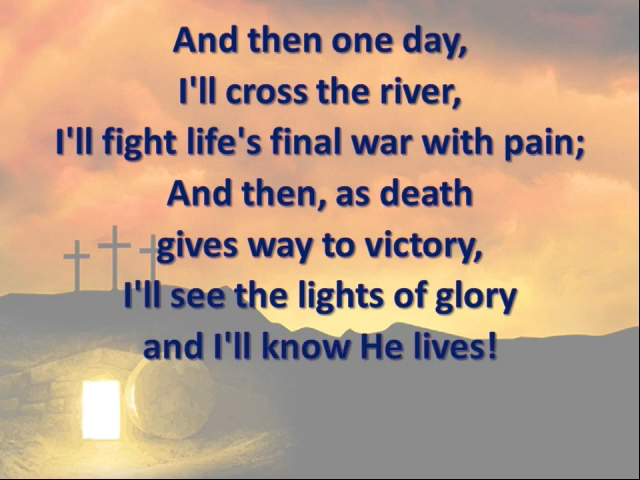 And then one day,
I'll cross the river,
I'll fight life's final war with pain;
And then, as death
gives way to victory,
I'll see the lights of glory
and I'll know He lives!